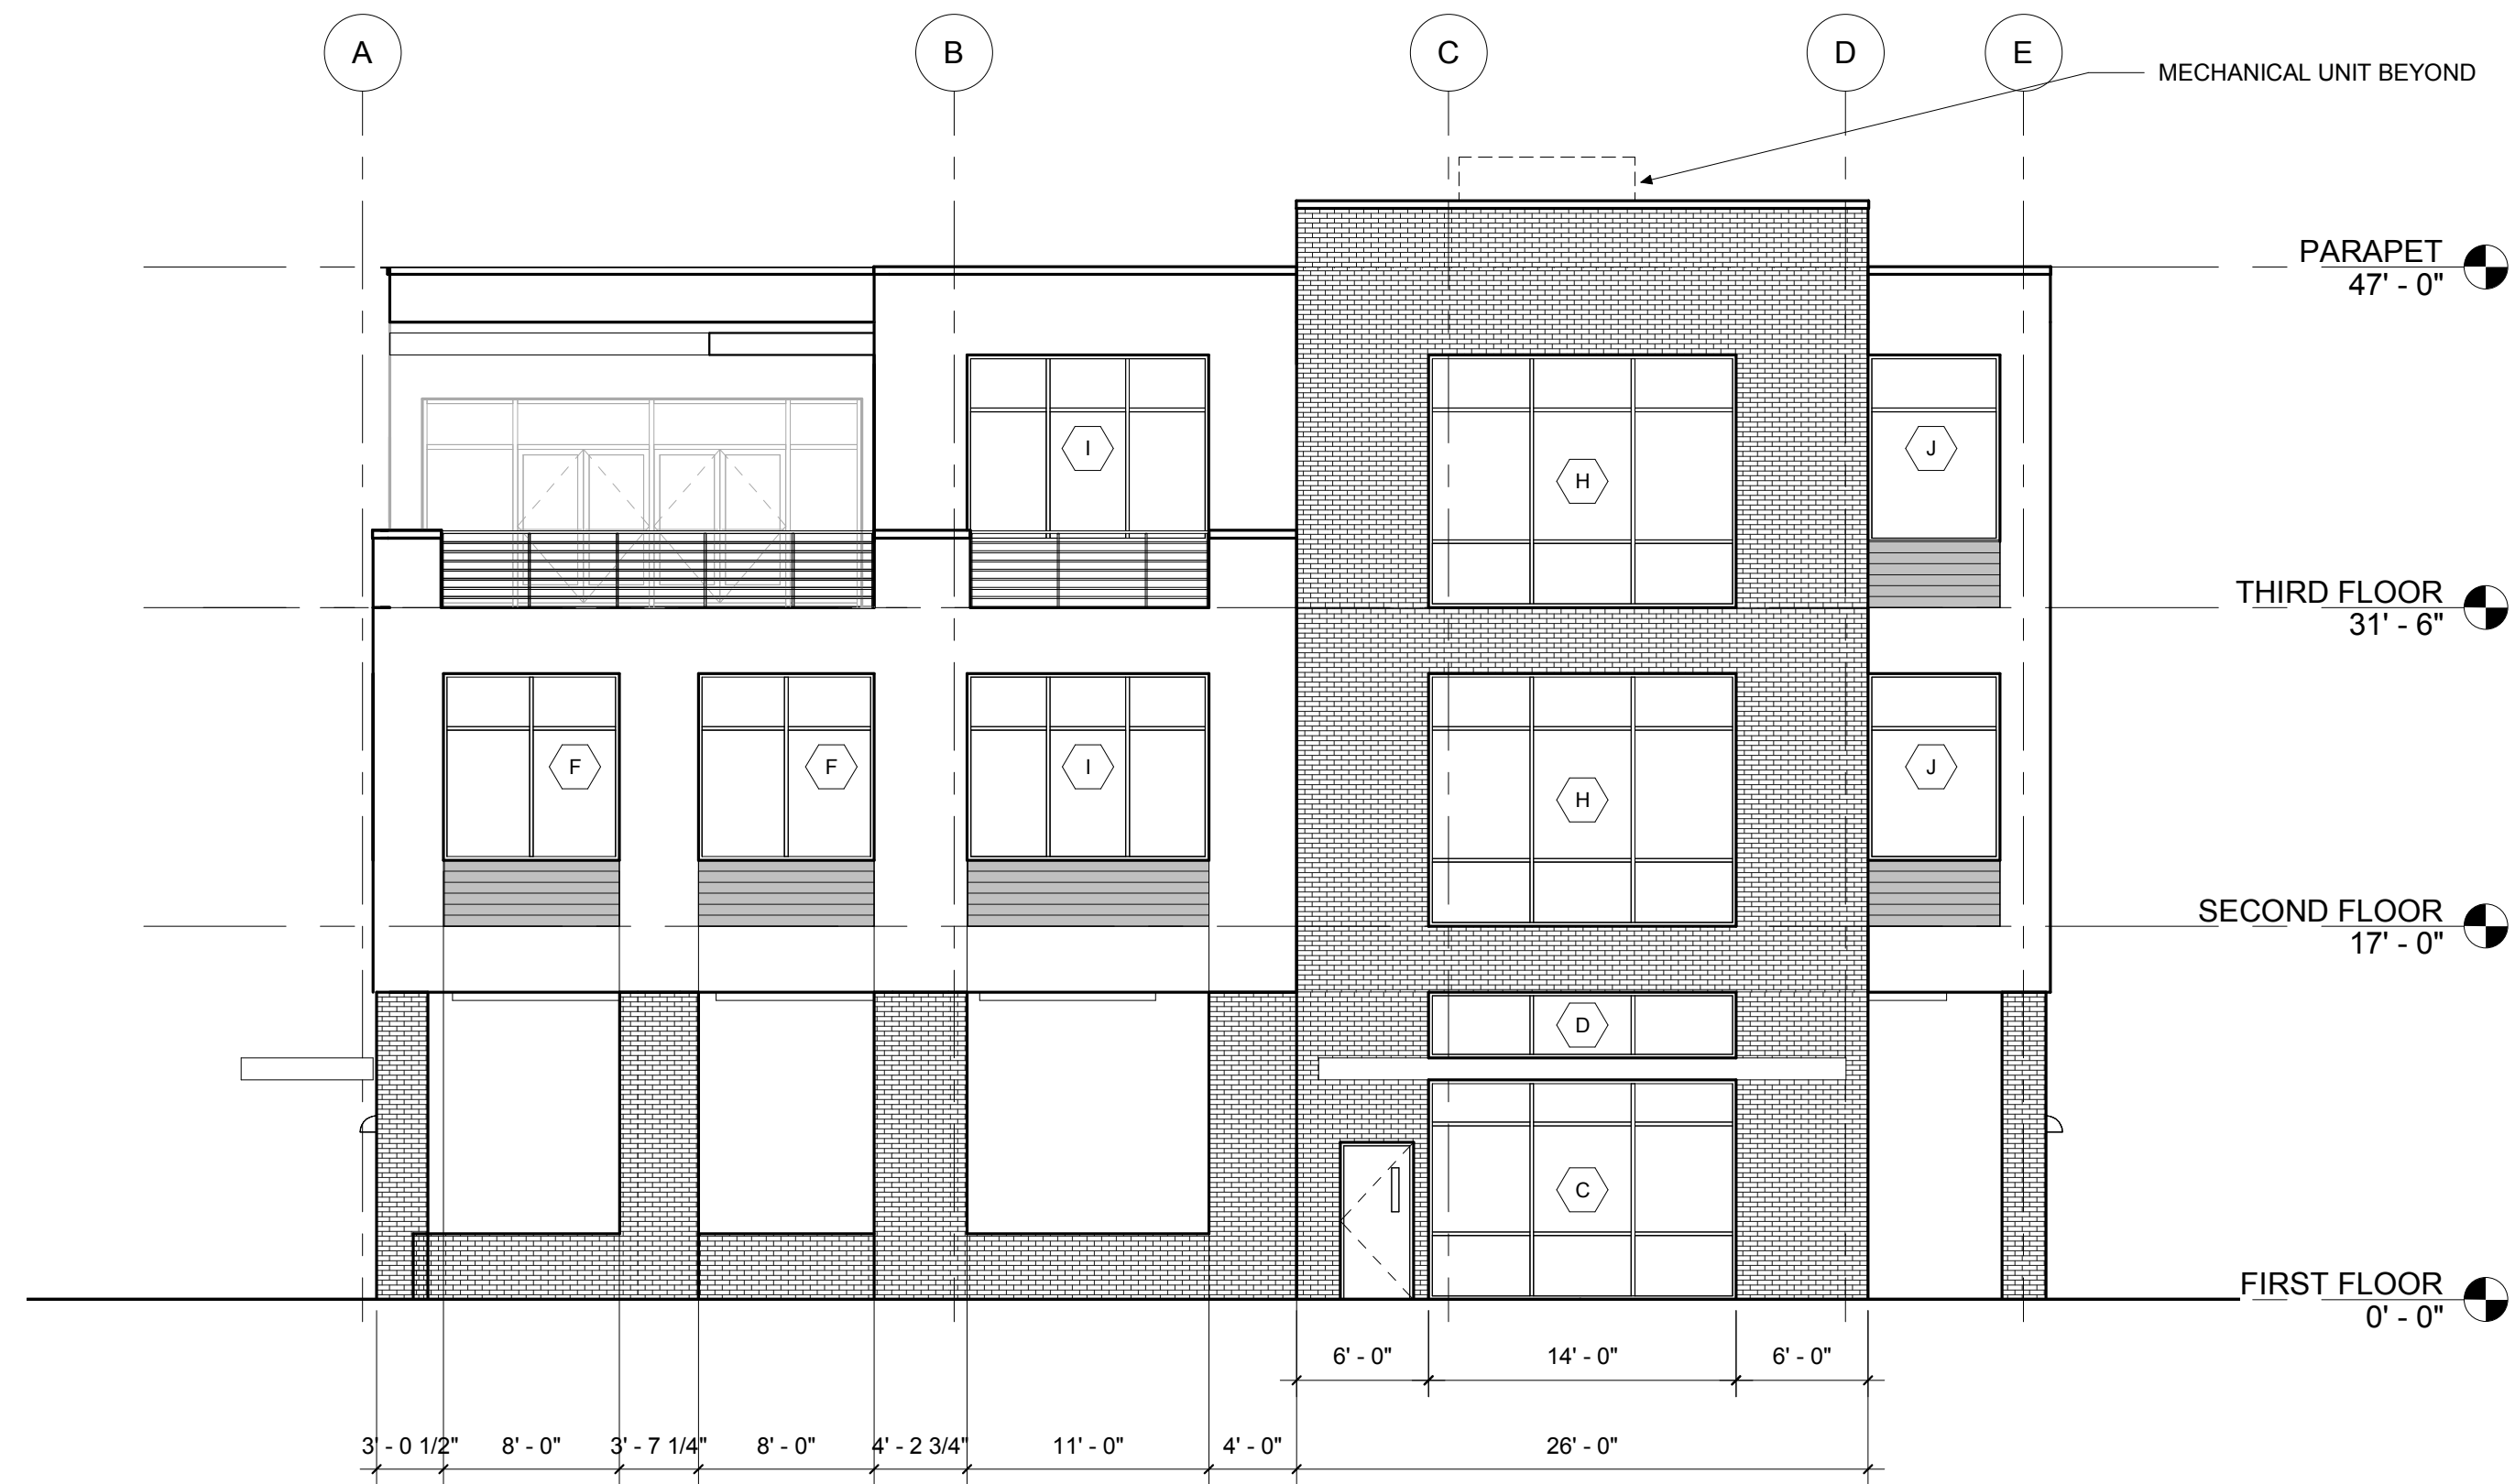 A
B
C
D
E
MECHANICAL UNIT BEYOND
PARAPET
47' - 0"
I
J
H
THIRD FLOOR
31' - 6"
F
F
I
J
H
SECOND FLOOR
17' - 0"
D
C
FIRST FLOOR
0' - 0"
6' - 0"
14' - 0"
6' - 0"
3' - 0 1/2"
8' - 0"
3' - 7 1/4"
8' - 0"
4' - 2 3/4"
11' - 0"
4' - 0"
26' - 0"